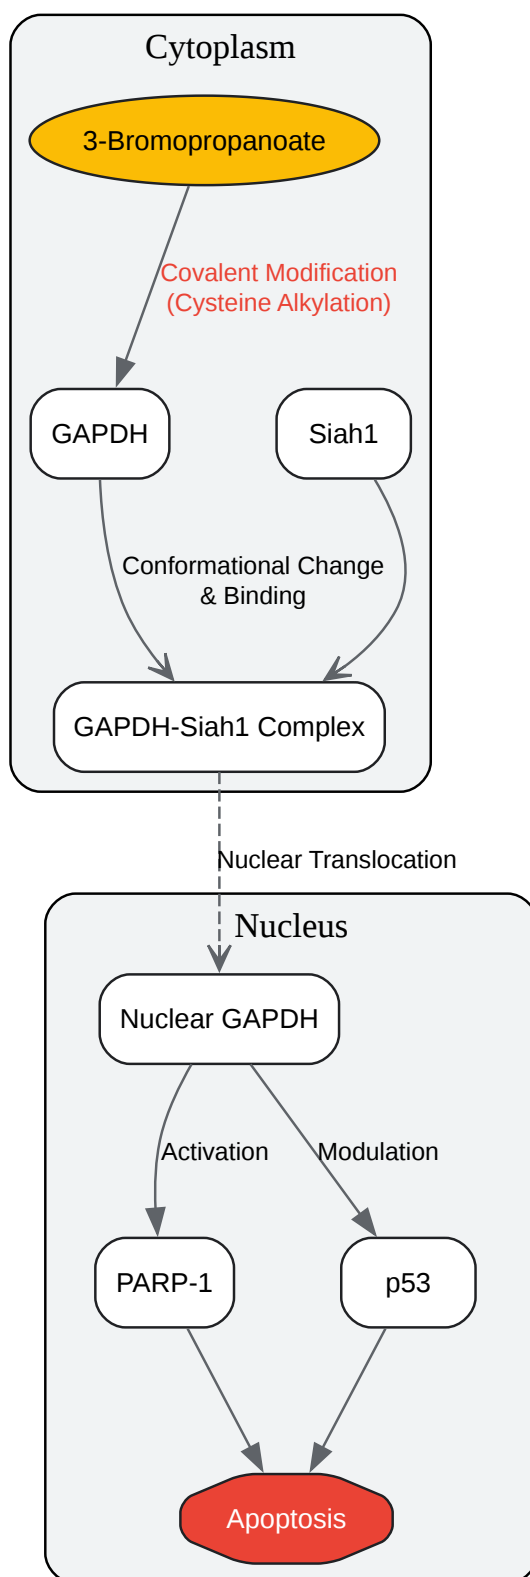 Cytoplasm
3-Bromopropanoate
Covalent Modification
(Cysteine Alkylation)
GAPDH
Siah1
Conformational Change
& Binding
GAPDH-Siah1 Complex
Nuclear Translocation
Nucleus
Nuclear GAPDH
Activation
Modulation
PARP-1
p53
Apoptosis